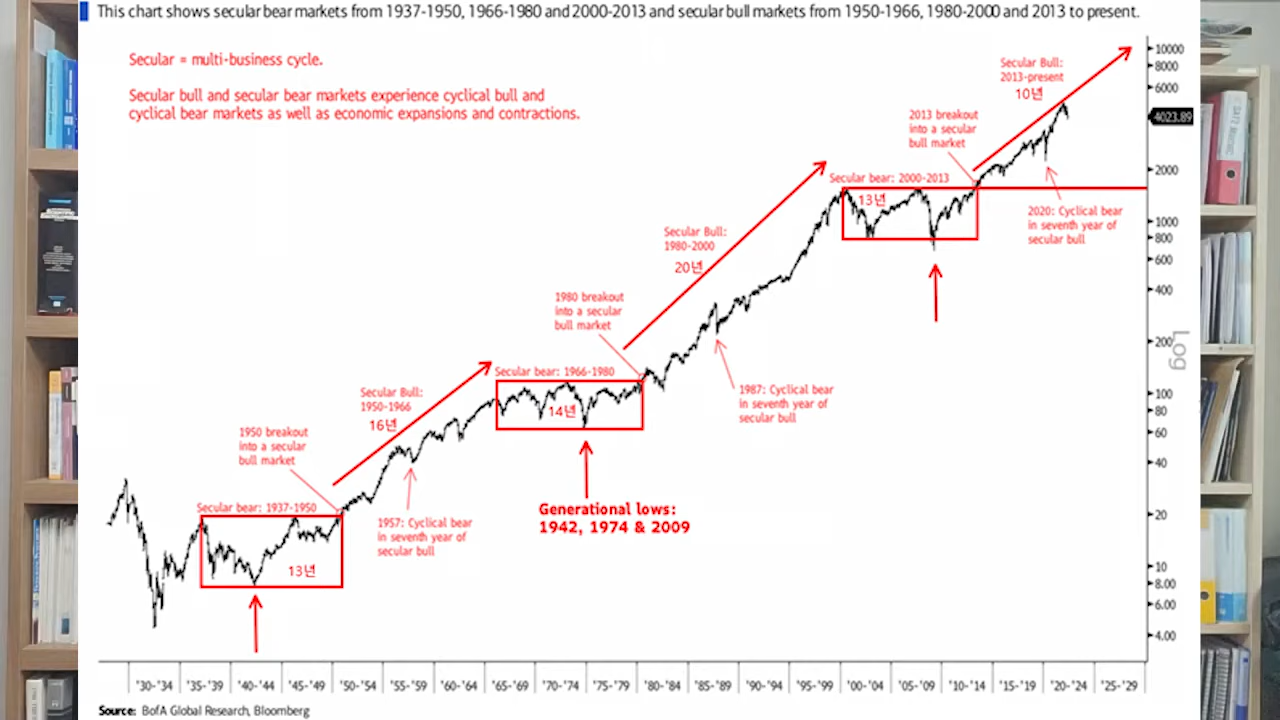 This chart shows secular bear markets from 1937-1950, 1966-1980 and 2000-2013 and secular bull markets from 1950-1966, 1980-2000 and 2013 to present.
Secular = multi-business cycle.
Secular bull and secular bear markets experience cyclical bull and
cyclical bear markets as well as economic expansions and contractions.
Secular Bull:
2013-present
10년
2013 breakout
into a secular
bull market
Secular bear: 2000-2013
13년
2020: Cyclical bear
in seventh year of
secular bull
Secular Bull:
1980-2000
20년
1980 breakout
into a secular
bull market
1987: Cyclical bear
in seventh year of
secular bull
Secular bear: 1966-1980
14년
Secular Bull:
1950-1966
16년
1950 breakout
into a secular
bull market
1957: Cyclical bear
in seventh year of
secular bull
Generational lows:
1942, 1974 & 2009
Secular bear: 1937-1950
13년
10000
8000
6000
4023.89
2000
1000
800
600
400
200
Log
100
80
60
40
20
10
8.00
6.00
4.00
'30-'34 '35-'39 '40-'44 '45-'49 '50-'54 '55-'59 '60-'64 '65-'69 '70-'74 '75-'79 '80-'84 '85-'89 '90-'94 '95-'99 '00-'04 '05-'09 '10-'14 '15-'19 '20-'24 '25-'29
Source: BofA Global Research, Bloomberg